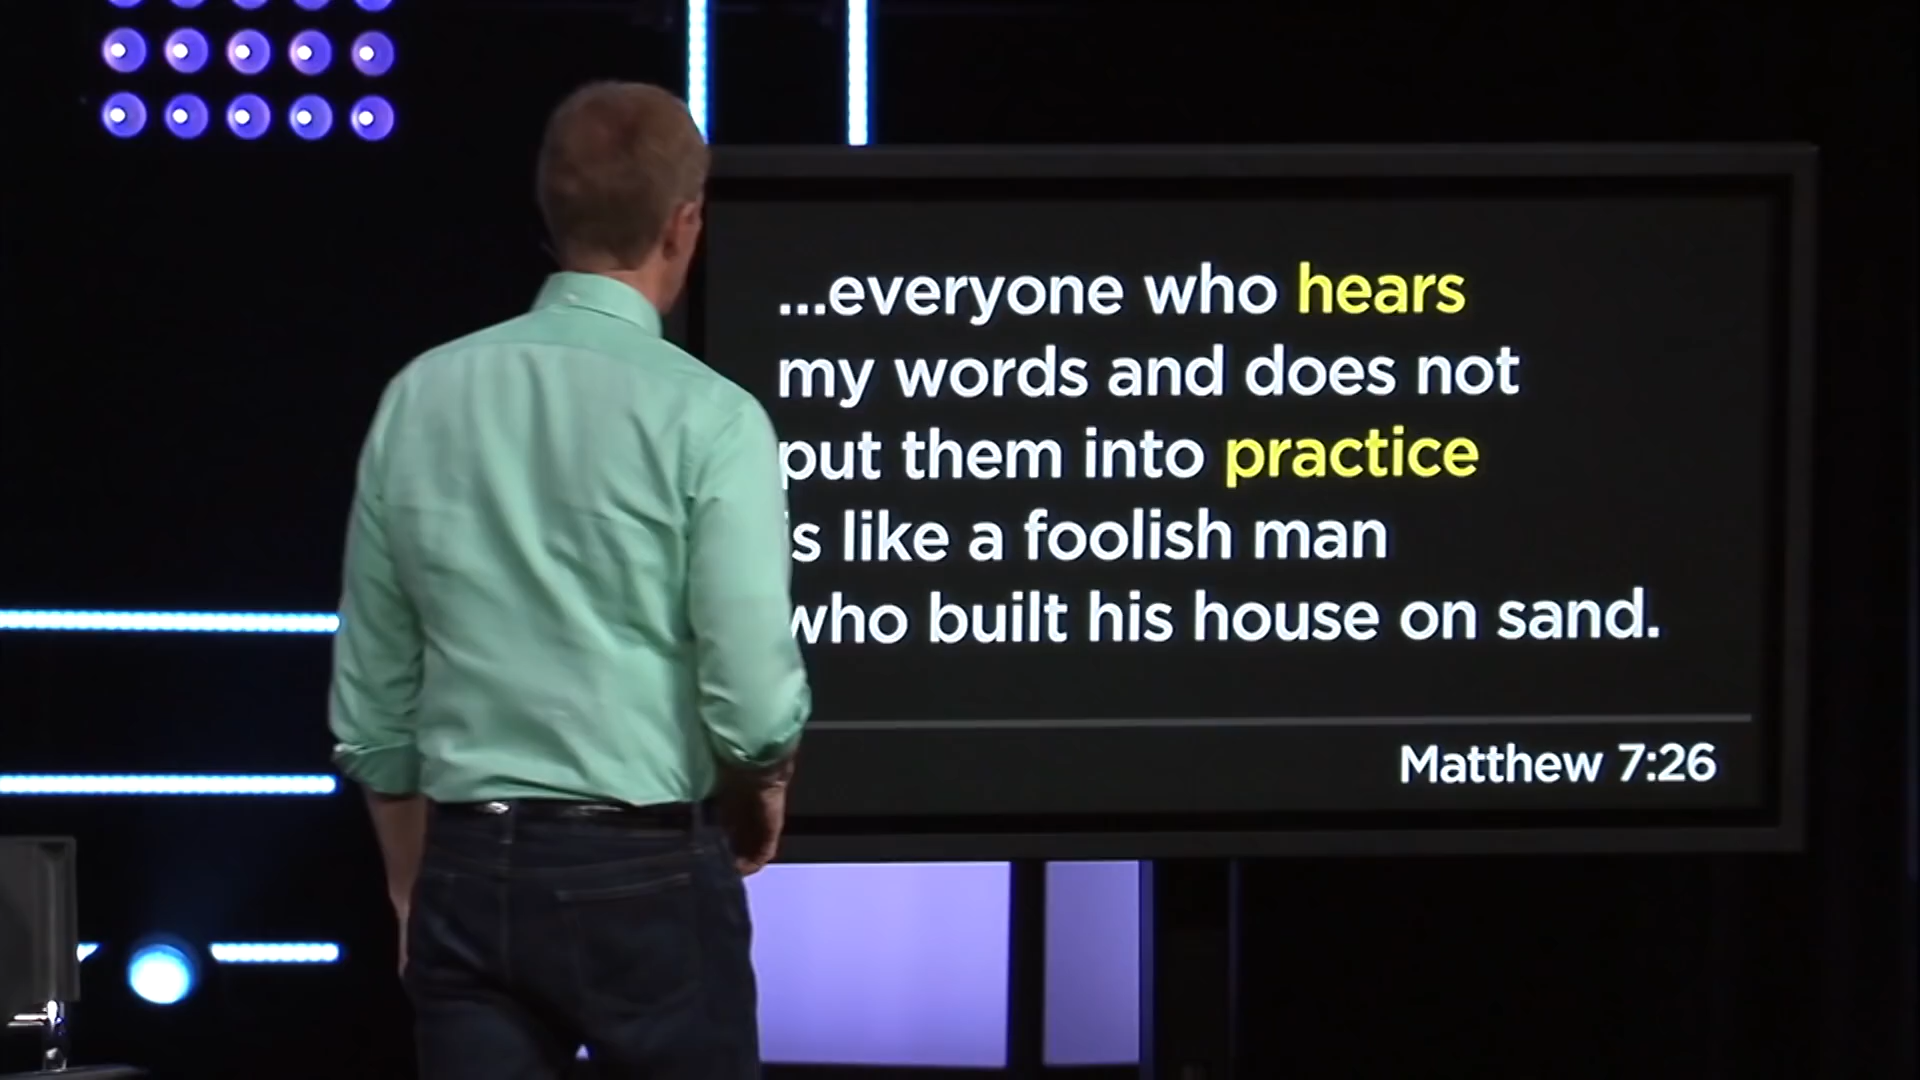 ...everyone who hears
my words and does not
put them into practice
is like a foolish man
who built his house on sand.
Matthew 7:26